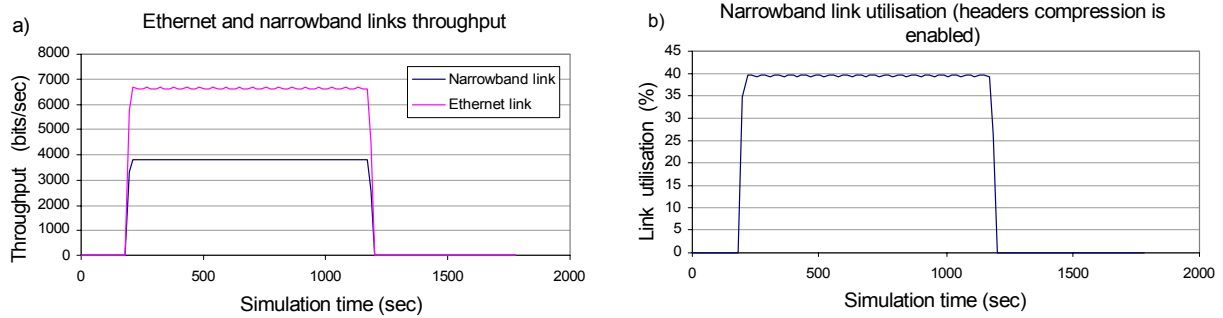 a)
Ethernet and narrowband links throughput
Throughput (bits/sec)
8000
7000
6000
5000
4000
3000
2000
1000
0
Narrowband link
Ethernet link
0
500
1000
1500
2000
Simulation time (sec)
b)
Narrowband link utilisation (headers compression is
enabled)
Link utilisation (%)
45
40
35
30
25
20
15
10
5
0
0
500
1000
1500
2000
Simulation time (sec)